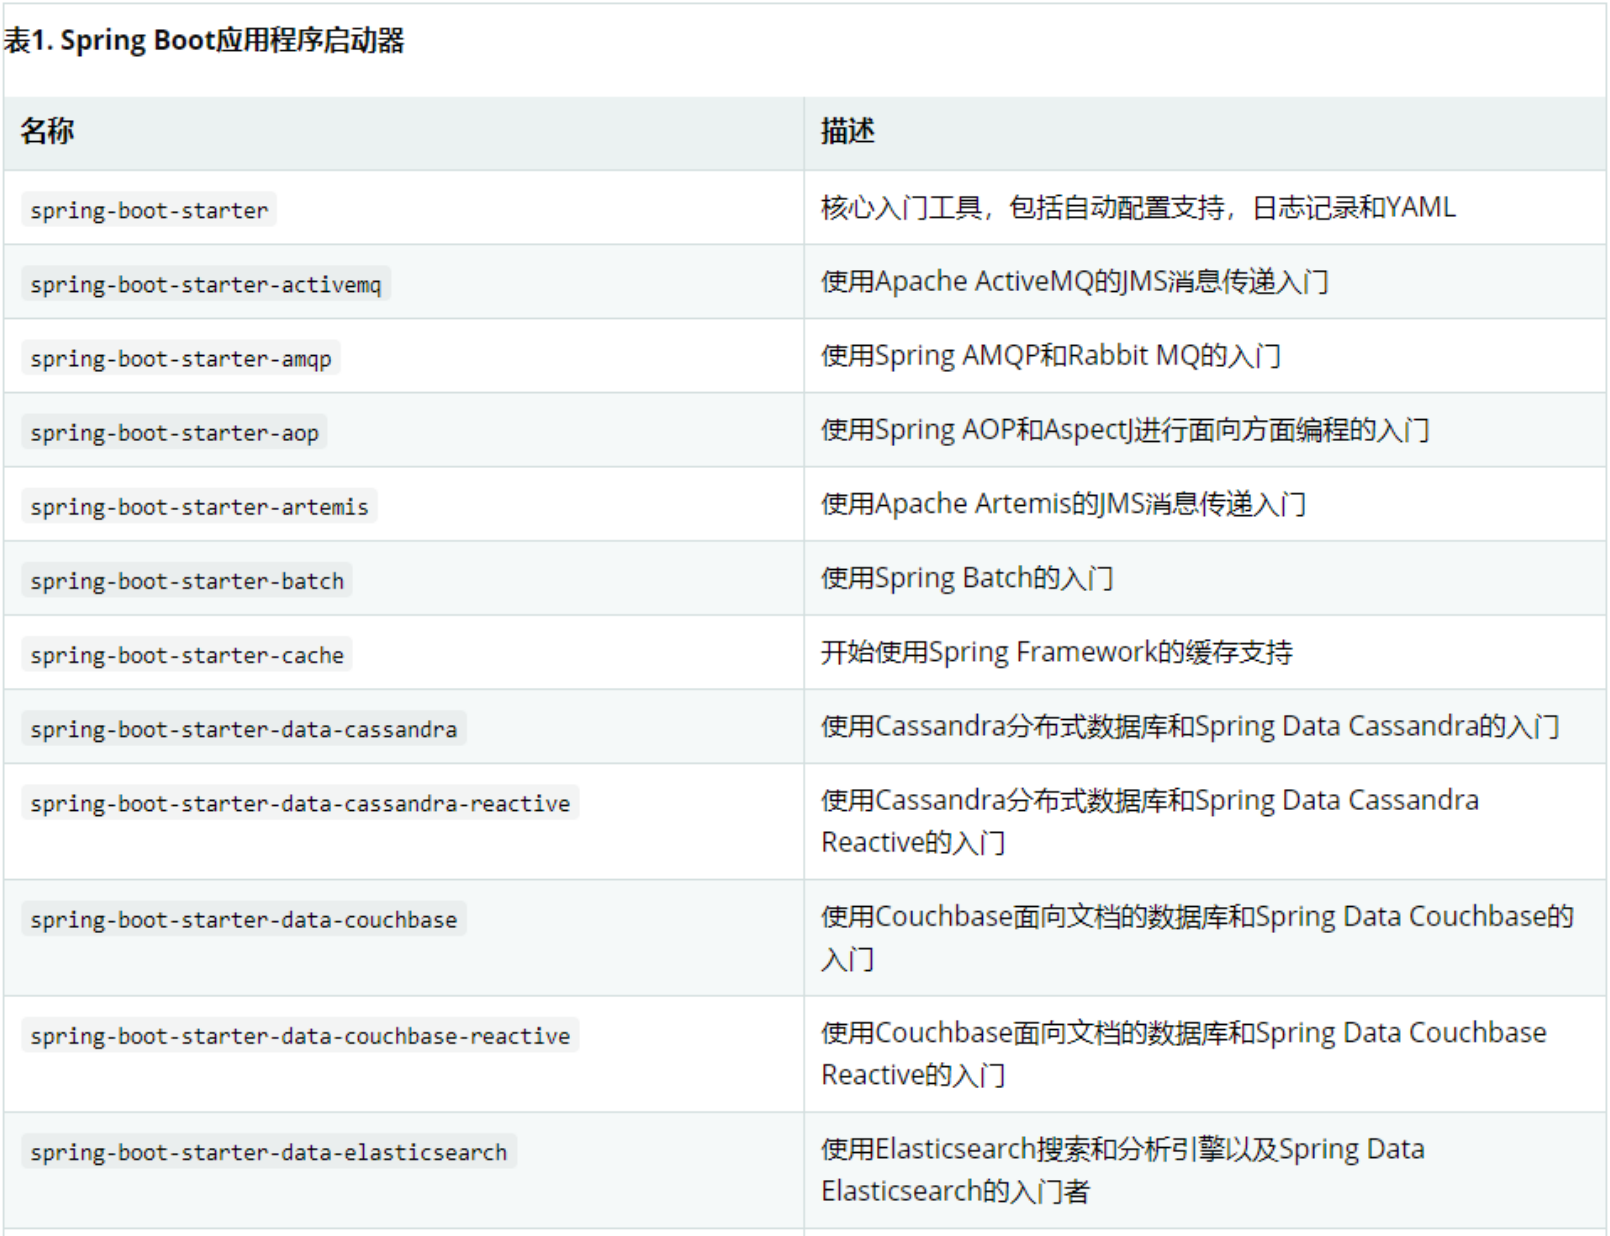 表1. Spring Boot应用程序启动器
名称
描述
spring-boot-starter
核心入门工具，包括自动配置支持，日志记录和YAML
spring-boot-starter-activemq
使用Apache ActiveMQ的JMS消息传递入门
spring-boot-starter-amqp
使用Spring AMQP和Rabbit MQ的入门
spring-boot-starter-aop
使用Spring AOP和AspectJ进行面向方面编程的入门
spring-boot-starter-artemis
使用Apache Artemis的JMS消息传递入门
spring-boot-starter-batch
使用Spring Batch的入门
spring-boot-starter-cache
开始使用Spring Framework的缓存支持
spring-boot-starter-data-cassandra
使用Cassandra分布式数据库和Spring Data Cassandra的入门
spring-boot-starter-data-cassandra-reactive
使用Cassandra分布式数据库和Spring Data Cassandra
Reactive的入门
spring-boot-starter-data-couchbase
使用Couchbase面向文档的数据库和Spring Data Couchbase的
入门
spring-boot-starter-data-couchbase-reactive
使用Couchbase面向文档的数据库和Spring Data Couchbase
Reactive的入门
spring-boot-starter-data-elasticsearch
使用Elasticsearch搜索和分析引擎以及Spring Data
Elasticsearch的入门者